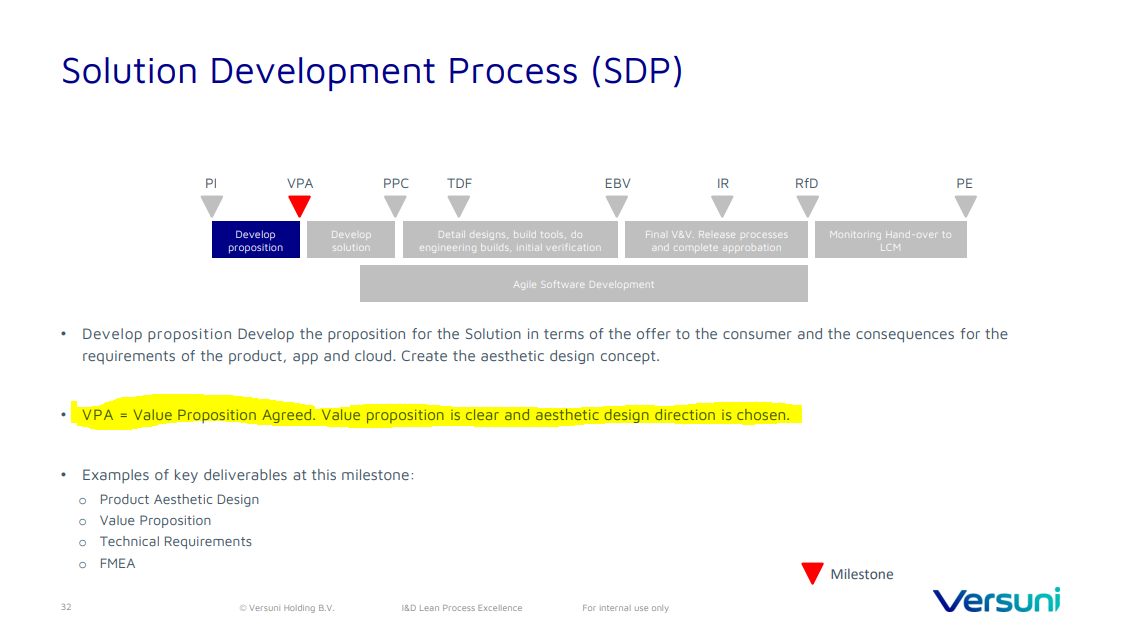 Solution Development Process (SDP)
PI VPA PPC TDF EBV IR RfD PE
Develop
proposition
Develop
solution
Detail designs, build tools, do
engineering builds, initial verification
Final V&V. Release processes
and complete approbation
Monitoring Hand-over to
LCM
Agile Software Development
• Develop proposition Develop the proposition for the Solution in terms of the offer to the consumer and the consequences for the
requirements of the product, app and cloud. Create the aesthetic design concept.
• VPA = Value Proposition Agreed. Value proposition is clear and aesthetic design direction is chosen.
• Examples of key deliverables at this milestone:
o Product Aesthetic Design
o Value Proposition
o Technical Requirements
o FMEA
Milestone
32 © Versuni Holding B.V. I&D Lean Process Excellence For internal use only
Versuni